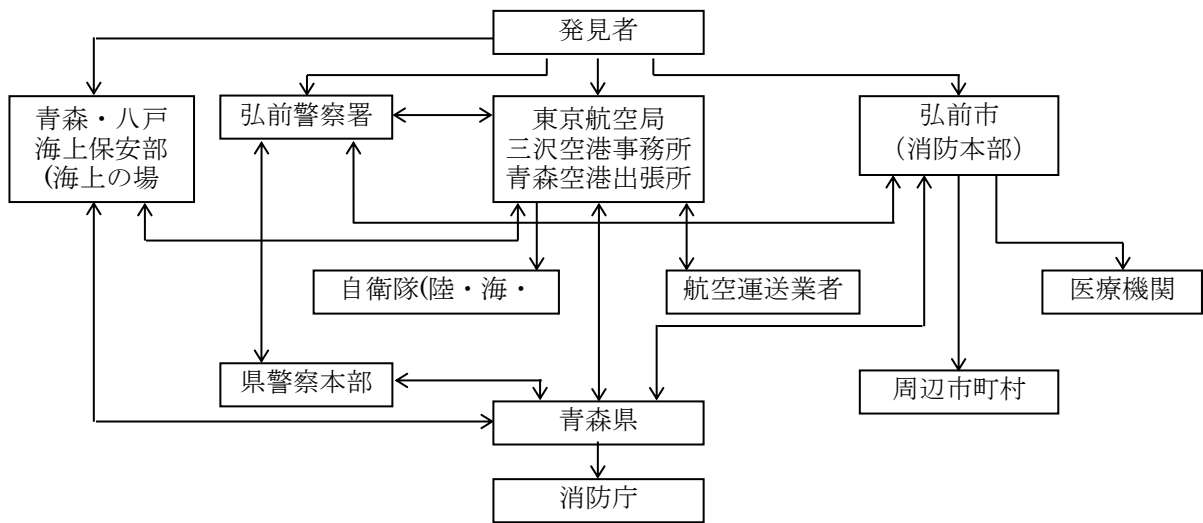 発見者
青森・八戸
海上保安部
(海上の場
弘前警察署
東京航空局
三沢空港事務所
青森空港出張所
弘前市
（消防本部）
自衛隊(陸・海・
航空運送業者
医療機関
県警察本部
周辺市町村
青森県
消防庁